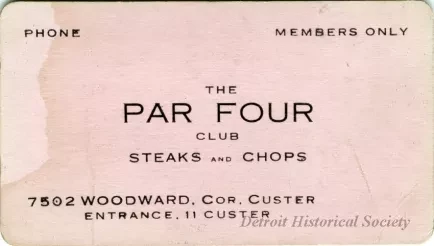 PHONE MEMBERS ONLY
THE
PAR FOUR
CLUB
STEAKS AND CHOPS
7502 WOODWARD, COR. CUSTER
ENTRANCE, 11 CUSTER
Detroit Historical Society